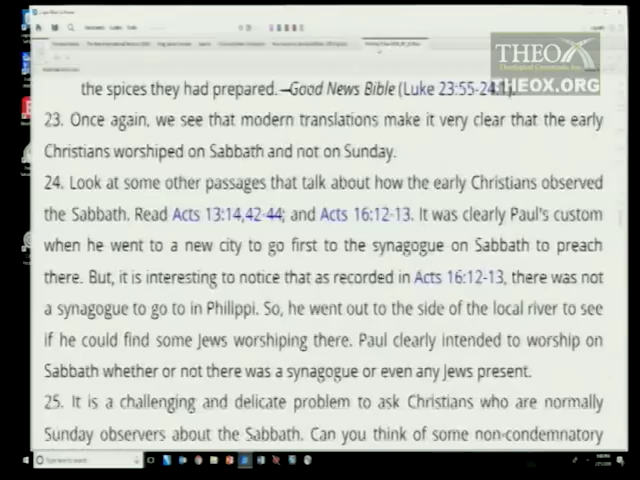 THEOX
THEOX.ORG
the spices they had prepared.—Good News Bible (Luke 23:55-24:1).
23. Once again, we see that modern translations make it very clear that the early
Christians worshiped on Sabbath and not on Sunday.
24. Look at some other passages that talk about how the early Christians observed
the Sabbath. Read Acts 13:14,42-44; and Acts 16:12-13. It was clearly Paul's custom
when he went to a new city to go first to the synagogue on Sabbath to preach
there. But, it is interesting to notice that as recorded in Acts 16:12-13, there was not
a synagogue to go to in Philippi. So, he went out to the side of the local river to see
if he could find some Jews worshiping there. Paul clearly intended to worship on
Sabbath whether or not there was a synagogue or even any Jews present.
25. It is a challenging and delicate problem to ask Christians who are normally
Sunday observers about the Sabbath. Can you think of some non-condemnatory